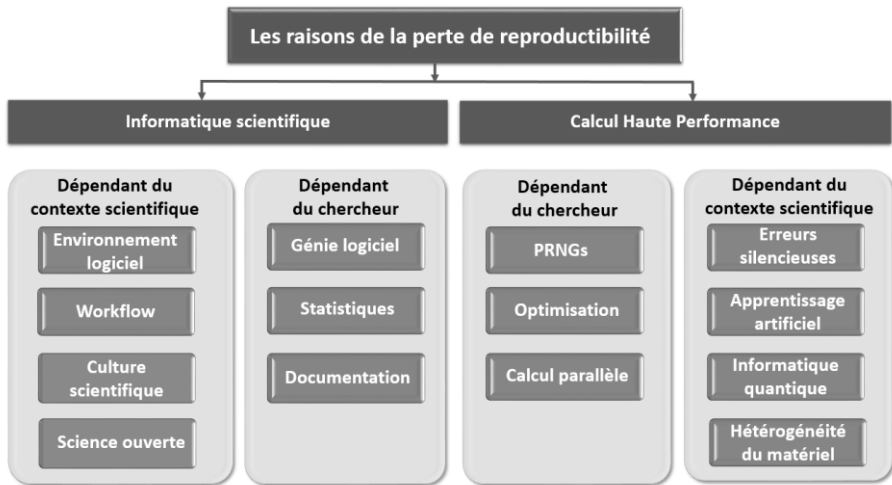 Les raisons de la perte de reproductibilité
Informatique scientifique
Calcul Haute Performance
Dépendant du
contexte scientifique
Environnement
logiciel
Workflow
Culture
scientifique
Science ouverte
Dépendant
du chercheur
Génie logiciel
Statistiques
Documentation
Dépendant
du chercheur
PRNGs
Optimisation
Calcul parallèle
Dépendant du
contexte scientifique
Erreurs
silencieuses
Apprentissage
artificiel
Informatique
quantique
Hétérogénéité
du matériel